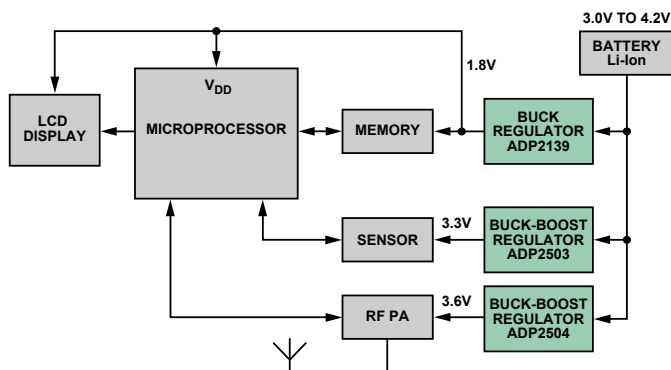 3.0V TO 4.2V
BATTERY
Li-Ion
1.8V
VDD
MICROPROCESSOR
LCD
DISPLAY
MEMORY
BUCK
REGULATOR
ADP2139
SENSOR
3.3V
BUCK-BOOST
REGULATOR
ADP2503
RF PA
3.6V
BUCK-BOOST
REGULATOR
ADP2504